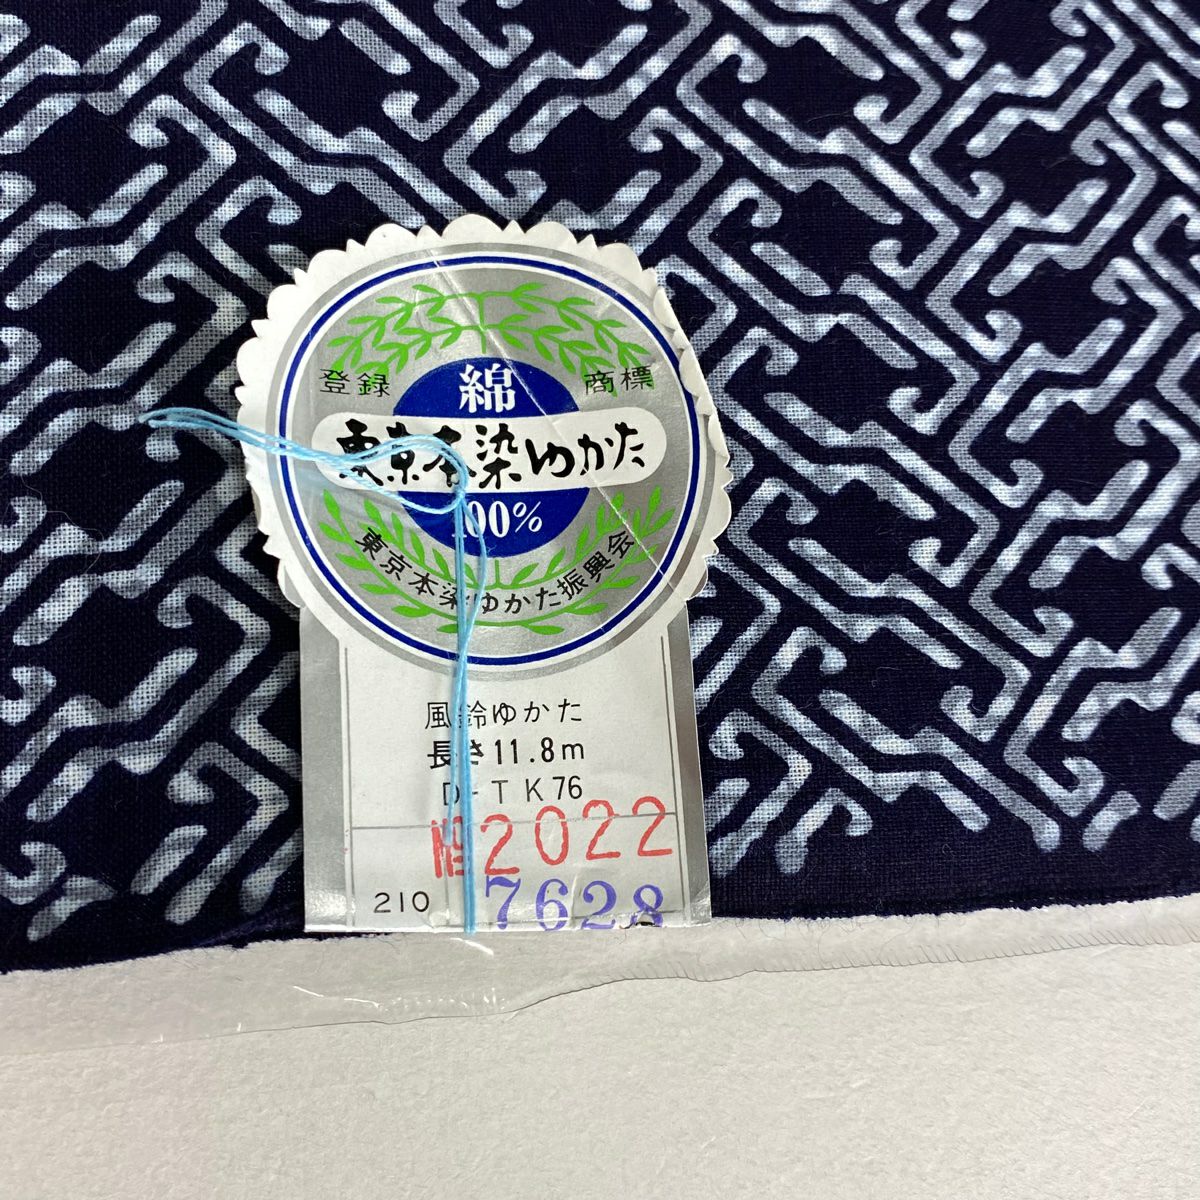 綿
登録 商標
東京本染ゆかた
100%
東京本染ゆかた振興会
風鈴ゆかた
長さ11.8m
D-TK76
2022
210
7628